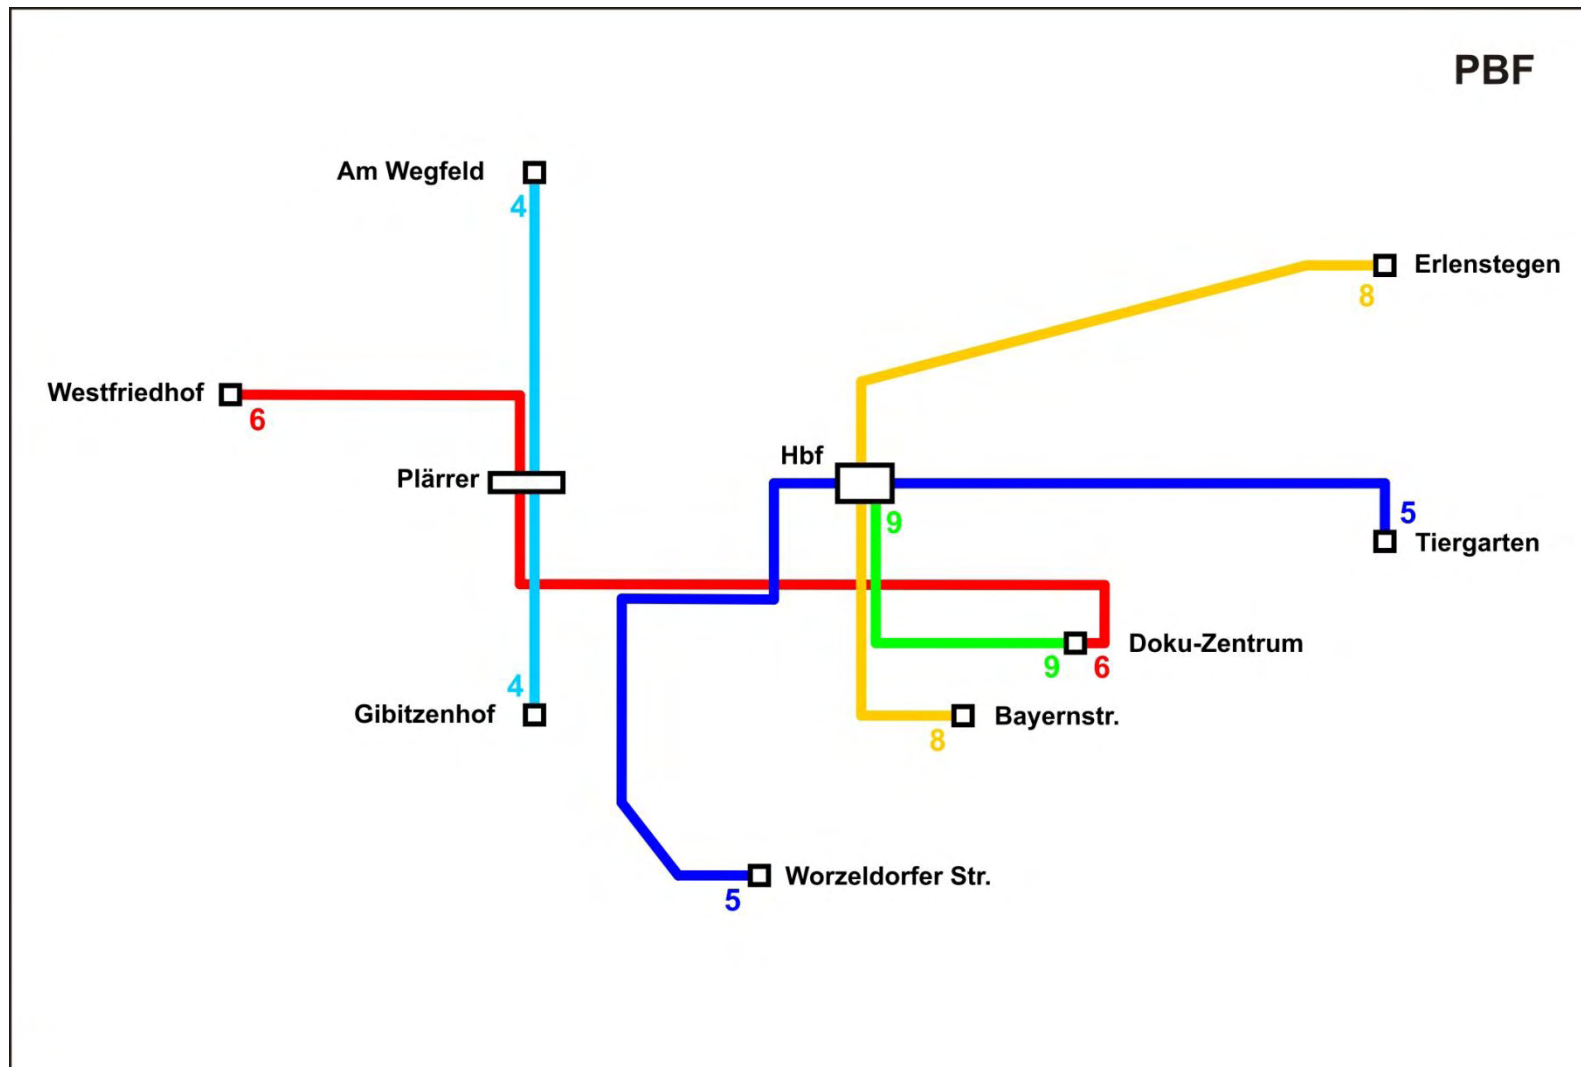 PBF
Am Wegfeld
4
Erlenstegen
8
Westfriedhof
6
Hbf
Plärrer
9
5
Tiergarten
Doku-Zentrum
9
6
4
Gibitzenhof
Bayernstr.
8
Worzeldorfer Str.
5